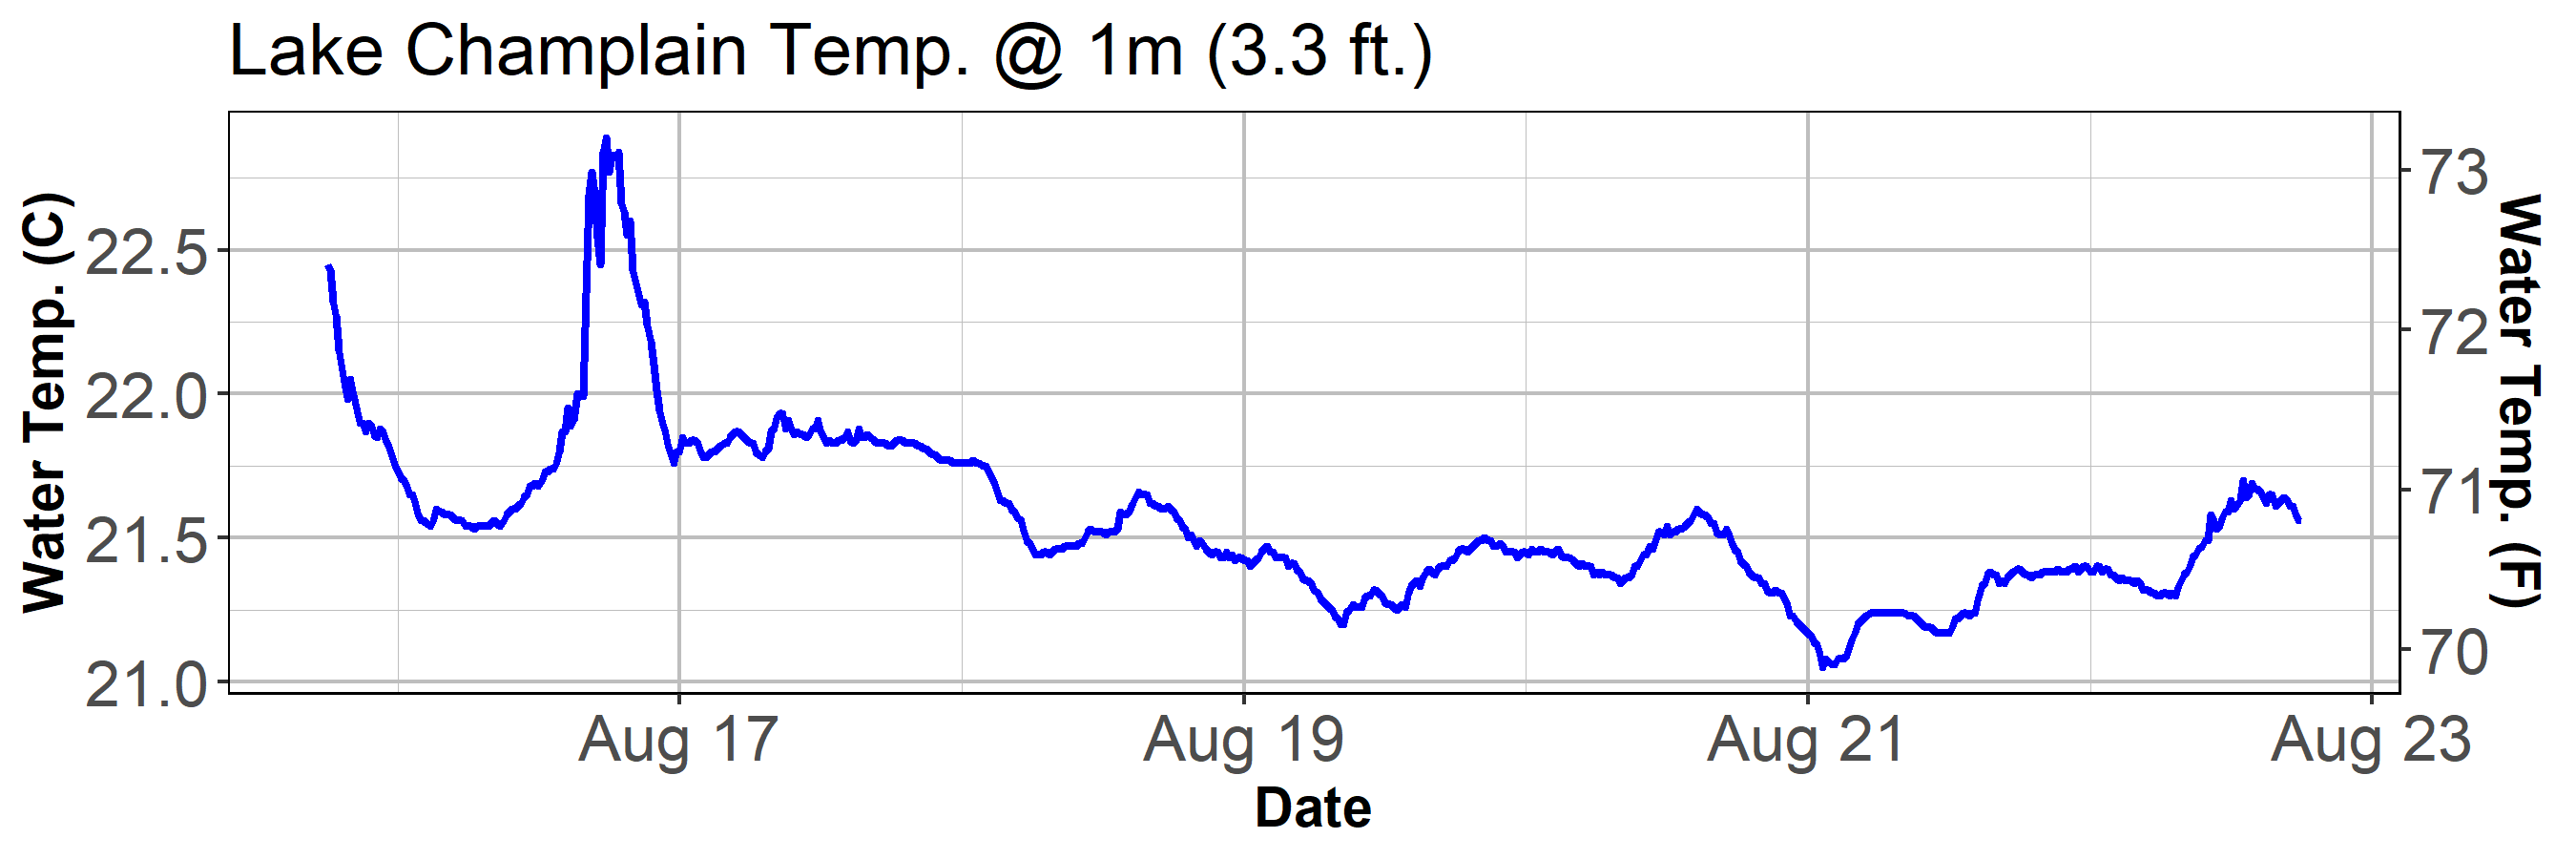 Lake Champlain Temp. @ 1m (3.3 ft.)
Water Temp. (C)
22.5
22.0
21.5
21.0
73
72
71
70
Water Temp. (F)
Aug 17
Aug 19
Aug 21
Aug 23
Date